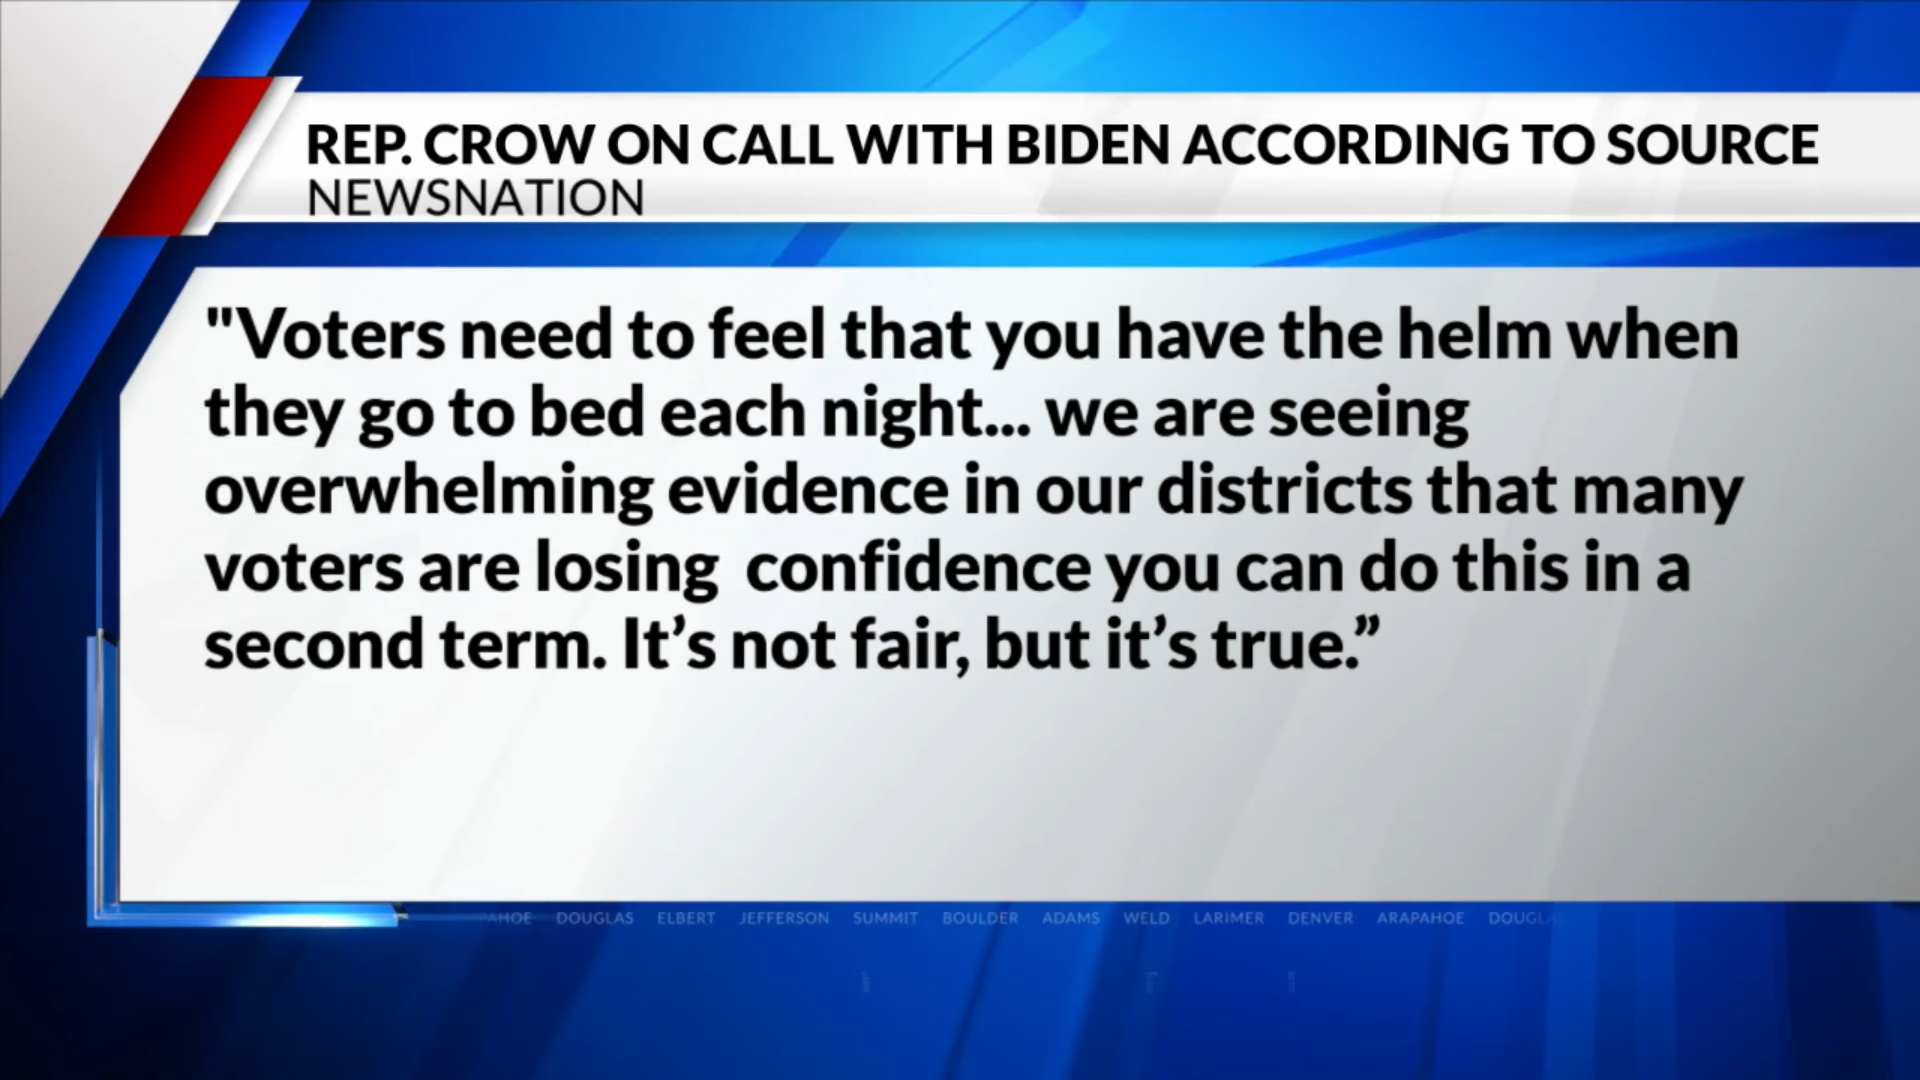 REP. CROW ON CALL WITH BIDEN ACCORDING TO SOURCE
NEWSNATION
"Voters need to feel that you have the helm when
they go to bed each night... we are seeing
overwhelming evidence in our districts that many
voters are losing  confidence you can do this in a
second term. It’s not fair, but it’s true.”
AHOE DOUGLAS ELBERT JEFFERSON SUMMIT BOULDER ADAMS WELD LARIMER DENVER ARAPAHOE DOUGLA